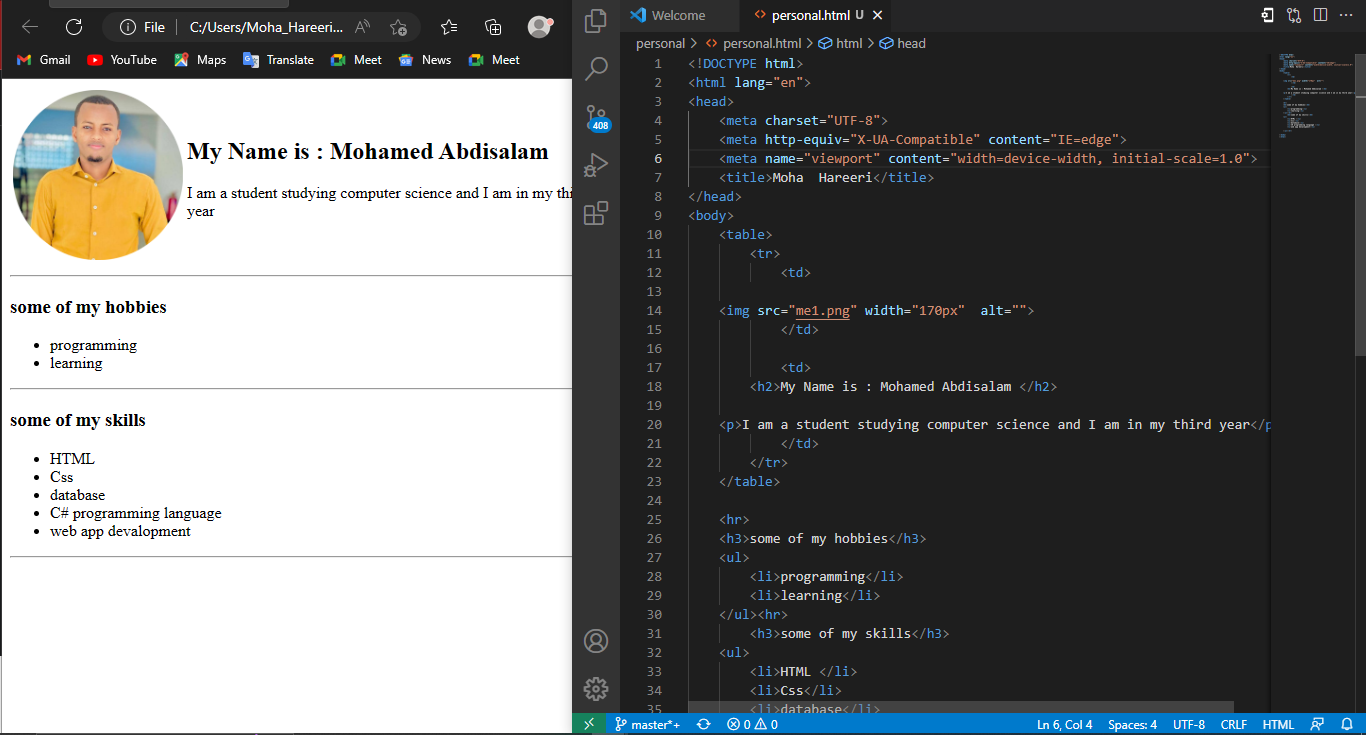 File
C:/Users/Moha_Hareeri...
Gmail
YouTube
Maps
Translate
Meet
News
Meet
My Name is : Mohamed Abdisalam
I am a student studying computer science and I am in my thi
year
some of my hobbies
programming
learning
some of my skills
HTML
Css
database
C# programming language
web app devalopment
Welcome
personal.html U
personal > personal.html > html > head
408
1 <!DOCTYPE html>
2 <html lang="en">
3 <head>
4 <meta charset="UTF-8">
5 <meta http-equiv="X-UA-Compatible" content="IE=edge">
6 <meta name="viewport" content="width=device-width, initial-scale=1.0">
7 <title>Moha  Hareeri</title>
8 </head>
9 <body>
10 <table>
11 <tr>
12 <td>
13
14 <img src="me1.png" width="170px"  alt="">
15 </td>
16
17 <td>
18 <h2>My Name is : Mohamed Abdisalam </h2>
19
20 <p>I am a student studying computer science and I am in my third year</p
21 </td>
22 </tr>
23 </table>
24
25 <hr>
26 <h3>some of my hobbies</h3>
27 <ul>
28 <li>programming</li>
29 <li>learning</li>
30 </ul><hr>
31 <h3>some of my skills</h3>
32 <ul>
33 <li>HTML </li>
34 <li>Css</li>
35 <li>database</li>
master*+
0
0
Ln 6, Col 4
Spaces: 4
UTF-8
CRLF
HTML